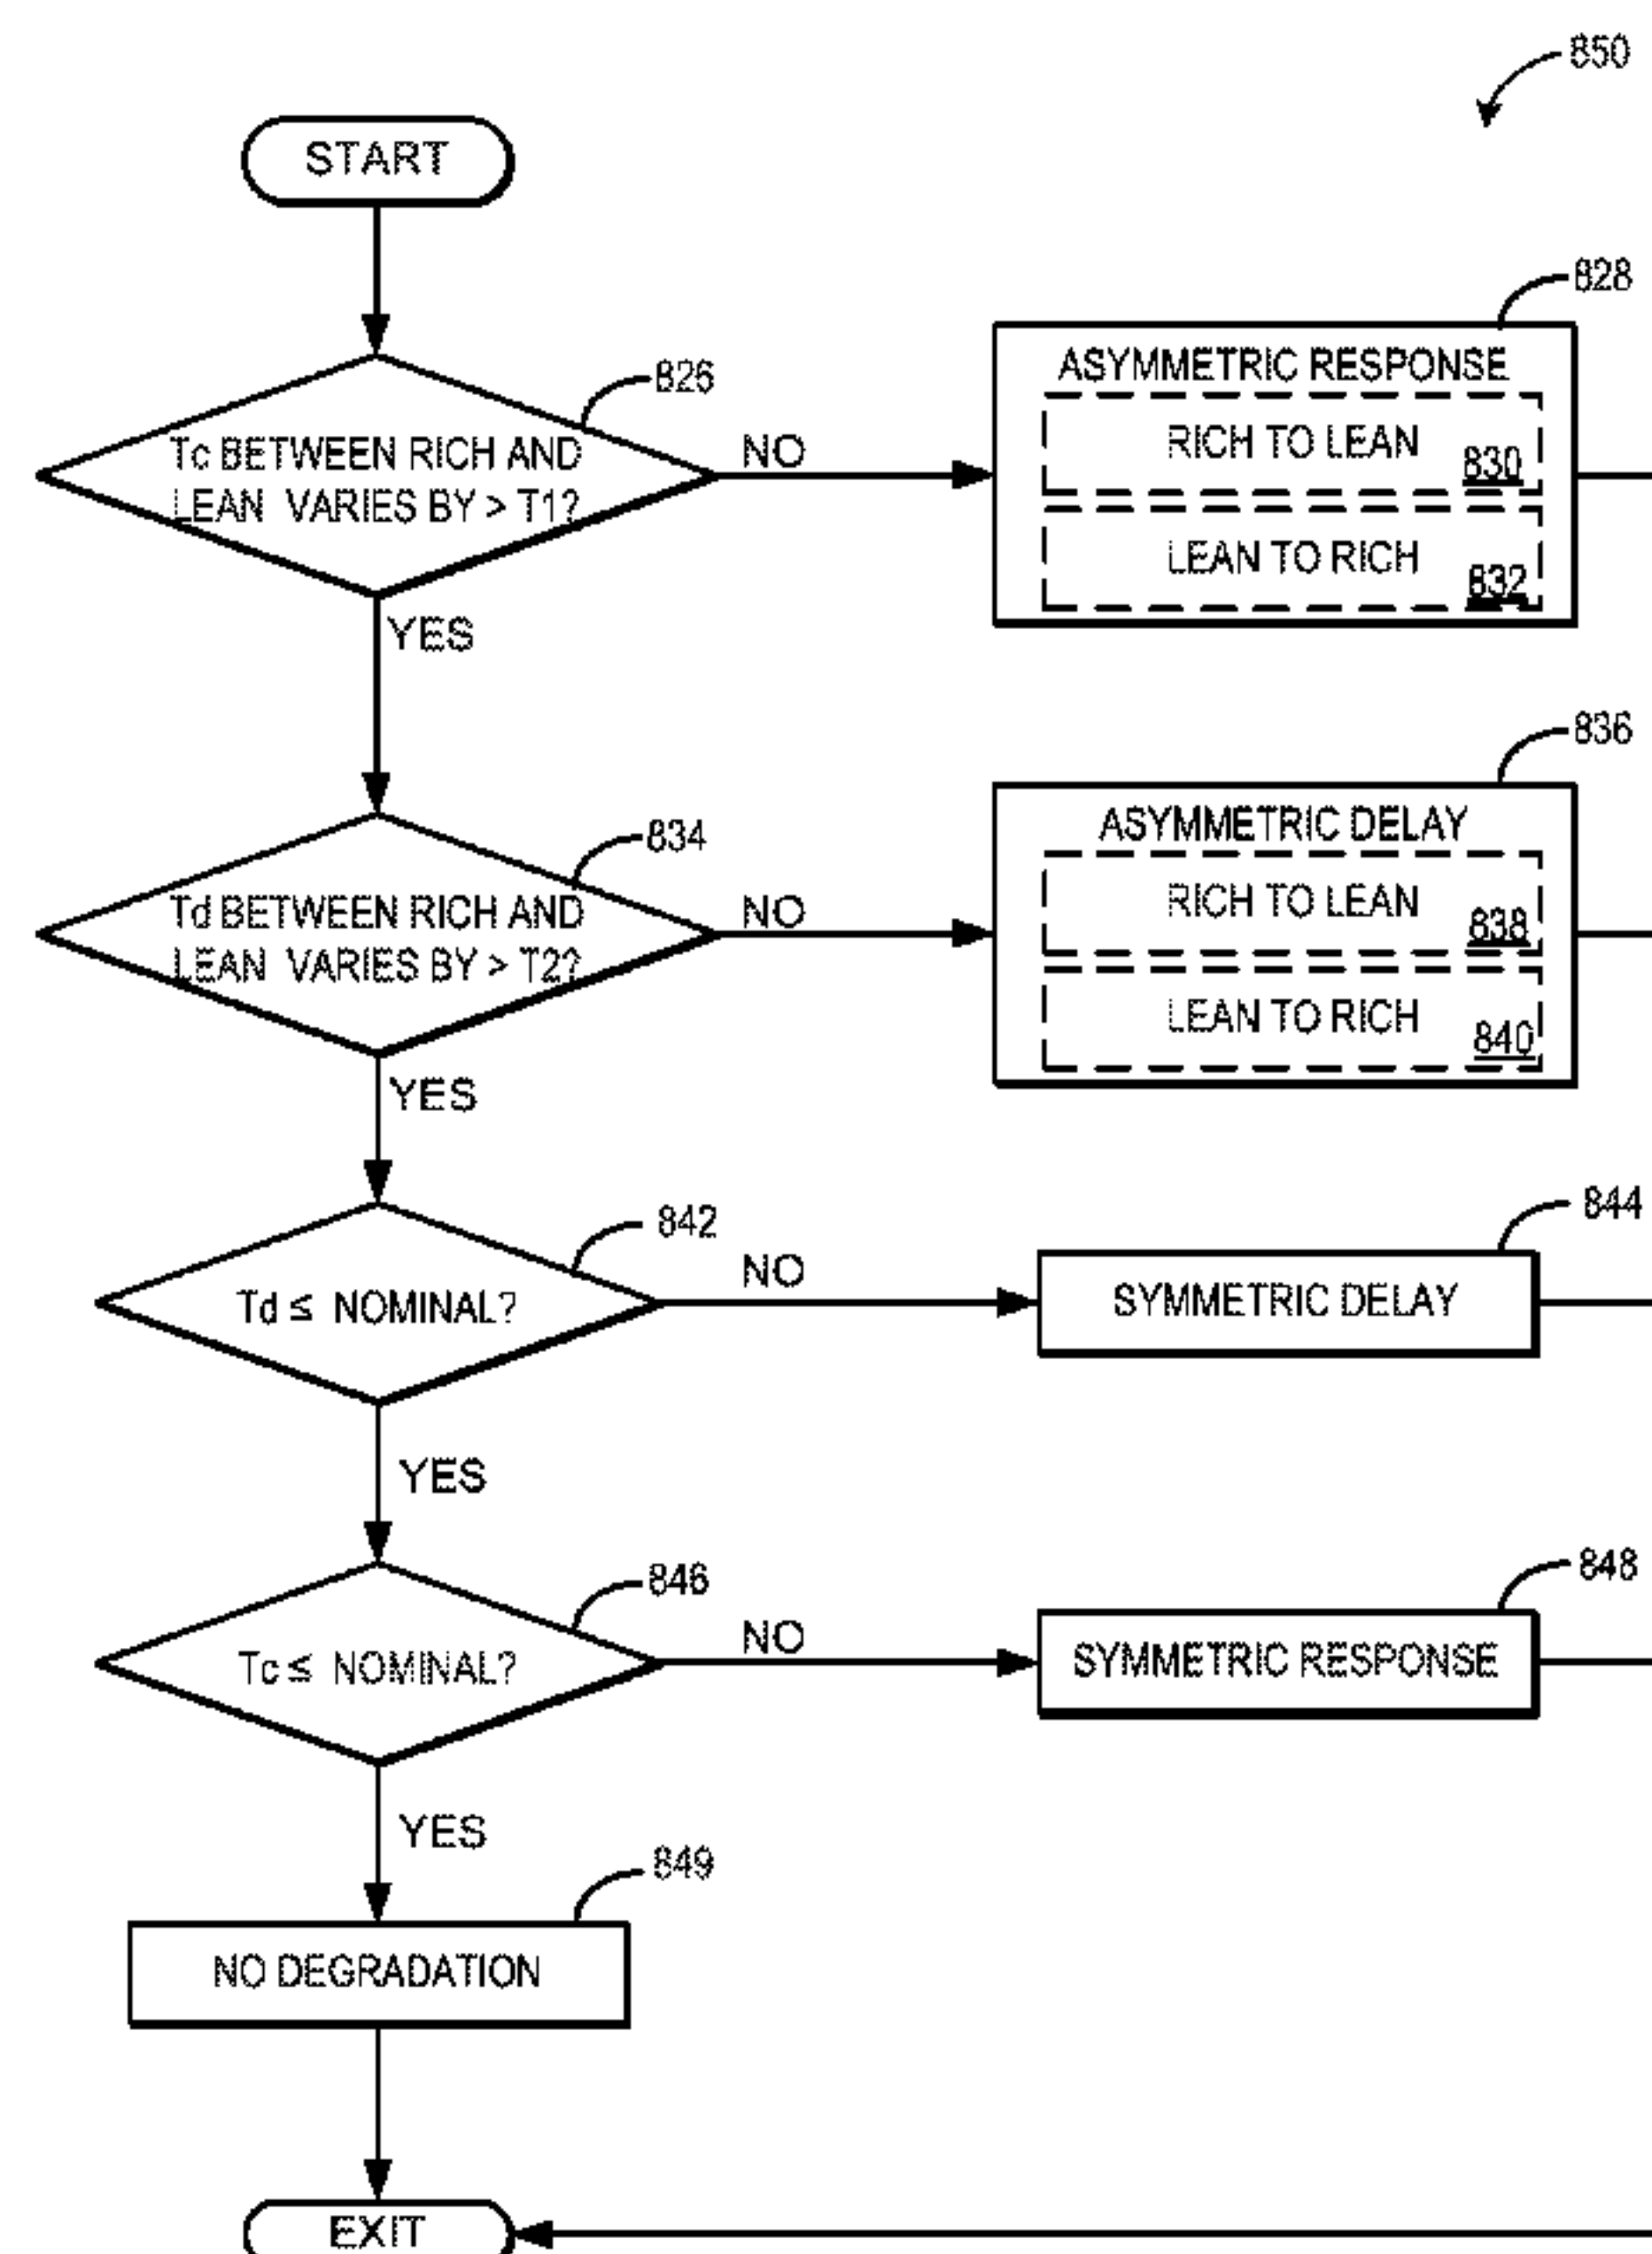 850
START
828
826
ASYMMETRIC RESPONSE
Tc BETWEEN RICH AND
LEAN VARIES BY > T1?
NO
RICH TO LEAN
830
LEAN TO RICH
832
YES
836
834
ASYMMETRIC DELAY
Td BETWEEN RICH AND
LEAN VARIES BY > T2?
NO
RICH TO LEAN
838
LEAN TO RICH
840
YES
844
842
Td ≤ NOMINAL?
NO
SYMMETRIC DELAY
YES
848
846
Tc ≤ NOMINAL?
NO
SYMMETRIC RESPONSE
YES
849
NO DEGRADATION
EXIT